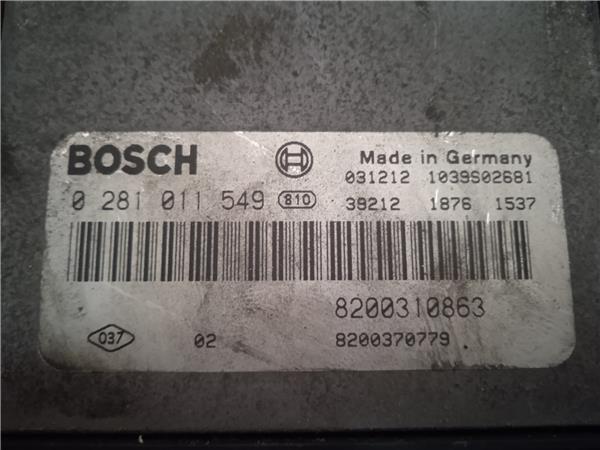 BOSCH
Made in Germany
031212 1039S02681
0 281 011 549 810
39212 1876 1537
8200310863
037 02 8200370779